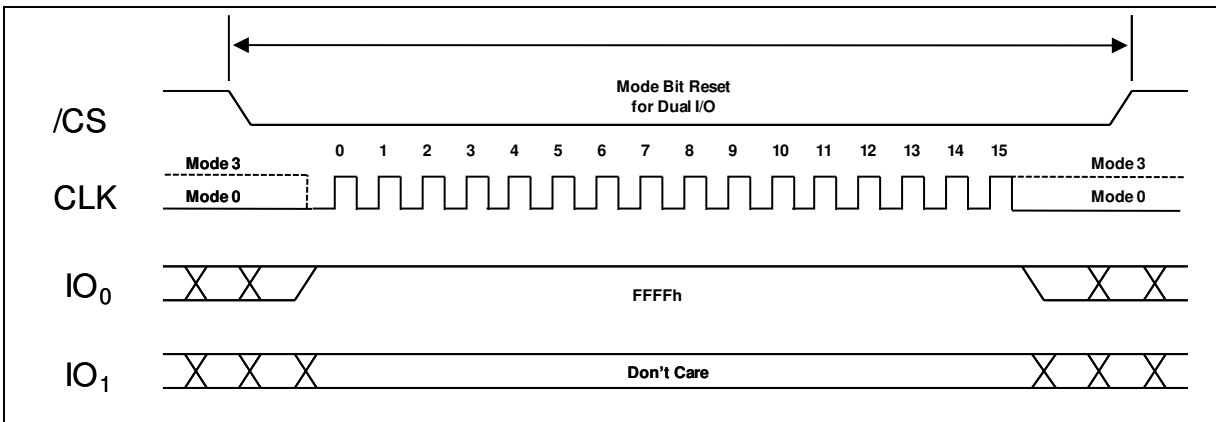 Mode Bit Reset
for Dual I/O
/CS
0 1 2 3 4 5 6 7 8 9 10 11 12 13 14 15
Mode 3 Mode 3
CLK Mode 0 Mode 0
IO0 FFFFh
IO1 Don't Care